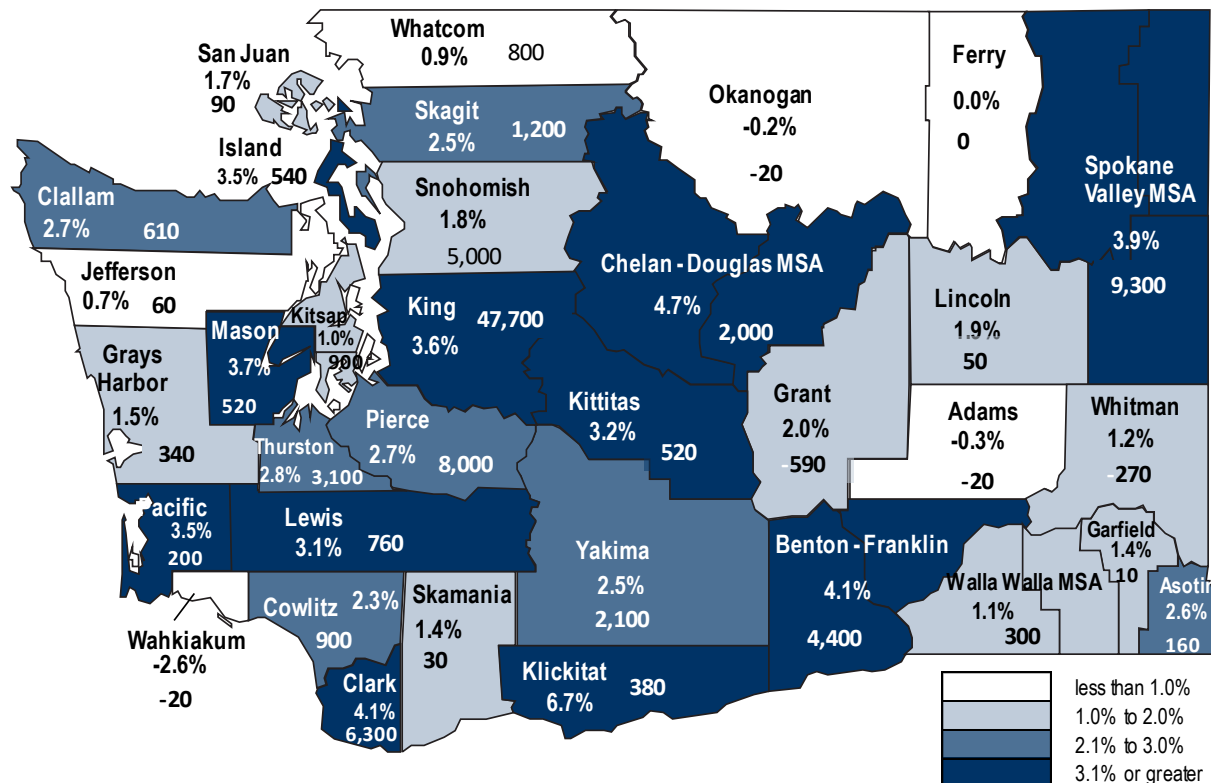 Whatcom
0.9% 800
San Juan
1.7%
90
Skagit
2.5% 1,200
Okanogan
-0.2%
-20
Ferry
0.0%
0
Spokane
Valley MSA
3.9%
9,300
Island
3.5% 540
Clallam
2.7% 610
Snohomish
1.8%
5,000
Chelan - Douglas MSA
4.7%
2,000
Jefferson
0.7% 60
Kitsap
1.0%
900
King 47,700
3.6%
Lincoln
1.9%
50
Mason
3.7%
520
Grays
Harbor
1.5%
340
Kittitas
3.2%
520
Grant
2.0%
-590
Adams
-0.3%
-20
Whitman
1.2%
-270
Thurston
2.8% 3,100
Pierce
2.7% 8,000
Pacific
3.5%
200
Lewis
3.1% 760
Yakima
2.5%
2,100
Benton - Franklin
4.1%
4,400
Garfield
1.4%
10
Walla Walla MSA
1.1%
300
Asotin
2.6%
160
Wahkiakum
-2.6%
-20
Cowlitz 2.3%
900
Skamania
1.4%
30
Clark
4.1%
6,300
Klickitat 380
6.7%
less than 1.0%
1.0% to 2.0%
2.1% to 3.0%
3.1% or greater